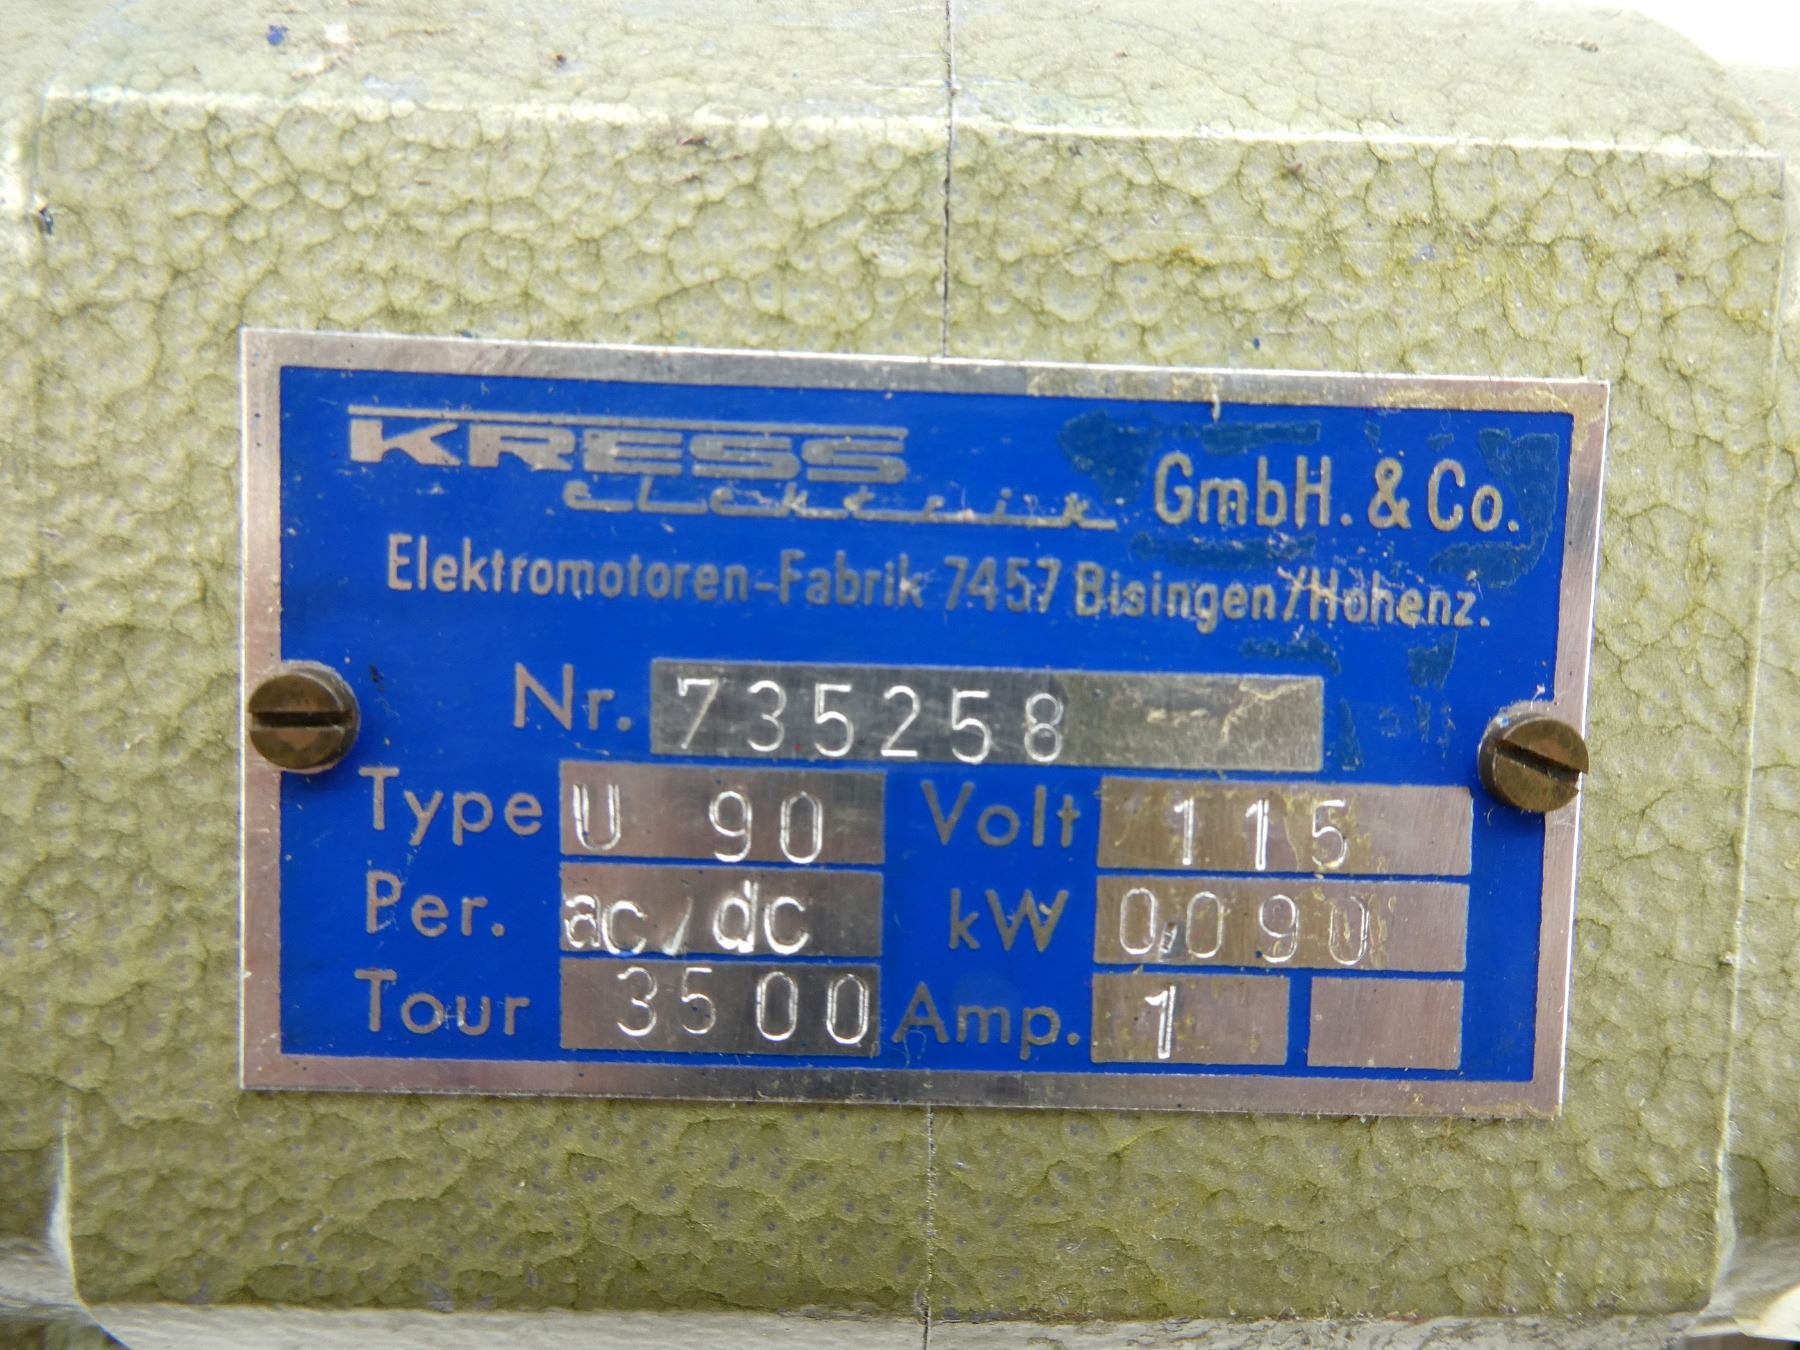 KRESS elektrik GmbH. & Co.
Elektromotoren-Fabrik 7457 Bisingen/Hohenz.
Nr. 735258
Type U 90 Volt 115
Per. ac/dc kW 0,090
Tour 3500 Amp. 1